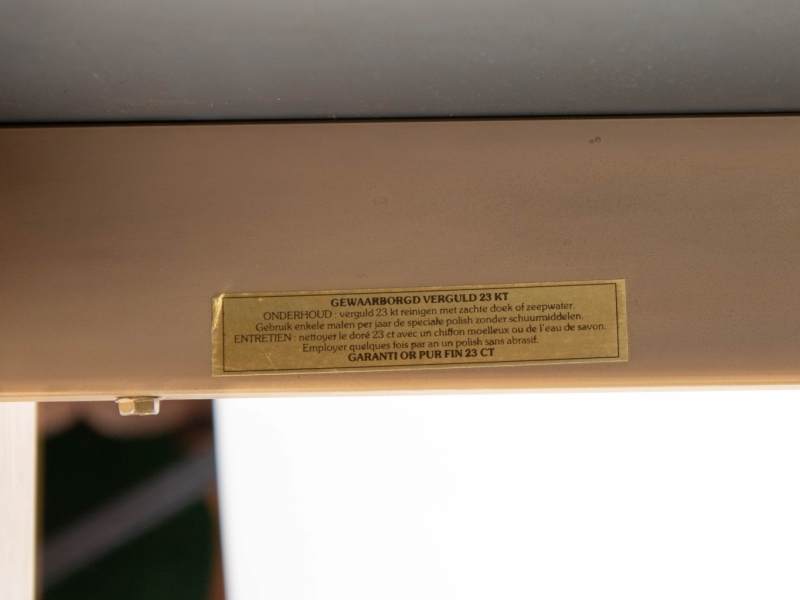 GEWAARBORGD VERGULD 23 KT
ONDERHOUD : verguld 23 kt reinigen met zachte doek of zeepwater.
Gebruik enkele malen per jaar de speciale polish zonder schuurmiddelen.
ENTRETIEN : nettoyer le doré 23 ct avec un chiffon moelleux ou de l'eau de savon.
Employer quelques fois par an un polish sans abrasif.
GARANTI OR PUR FIN 23 CT